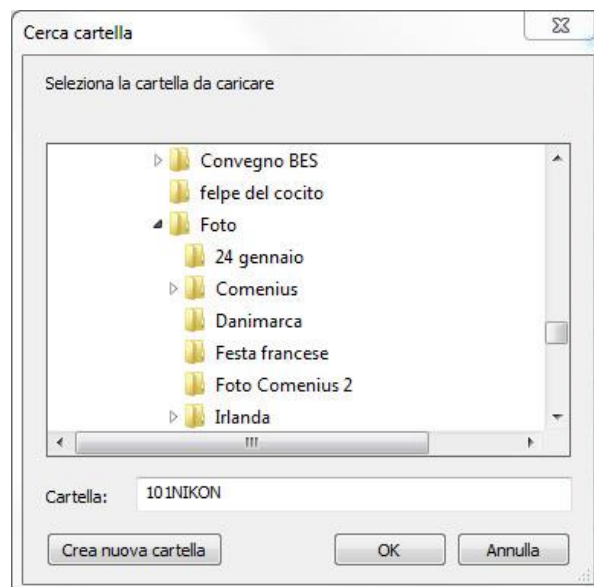 Cerca cartella
Seleziona la cartella da caricare
Convegno BES
felpe del cocito
Foto
24 gennaio
Comenius
Danimarca
Festa francese
Foto Comenius 2
Irlanda
Cartella: 101NIKON
Crea nuova cartella OK Annulla